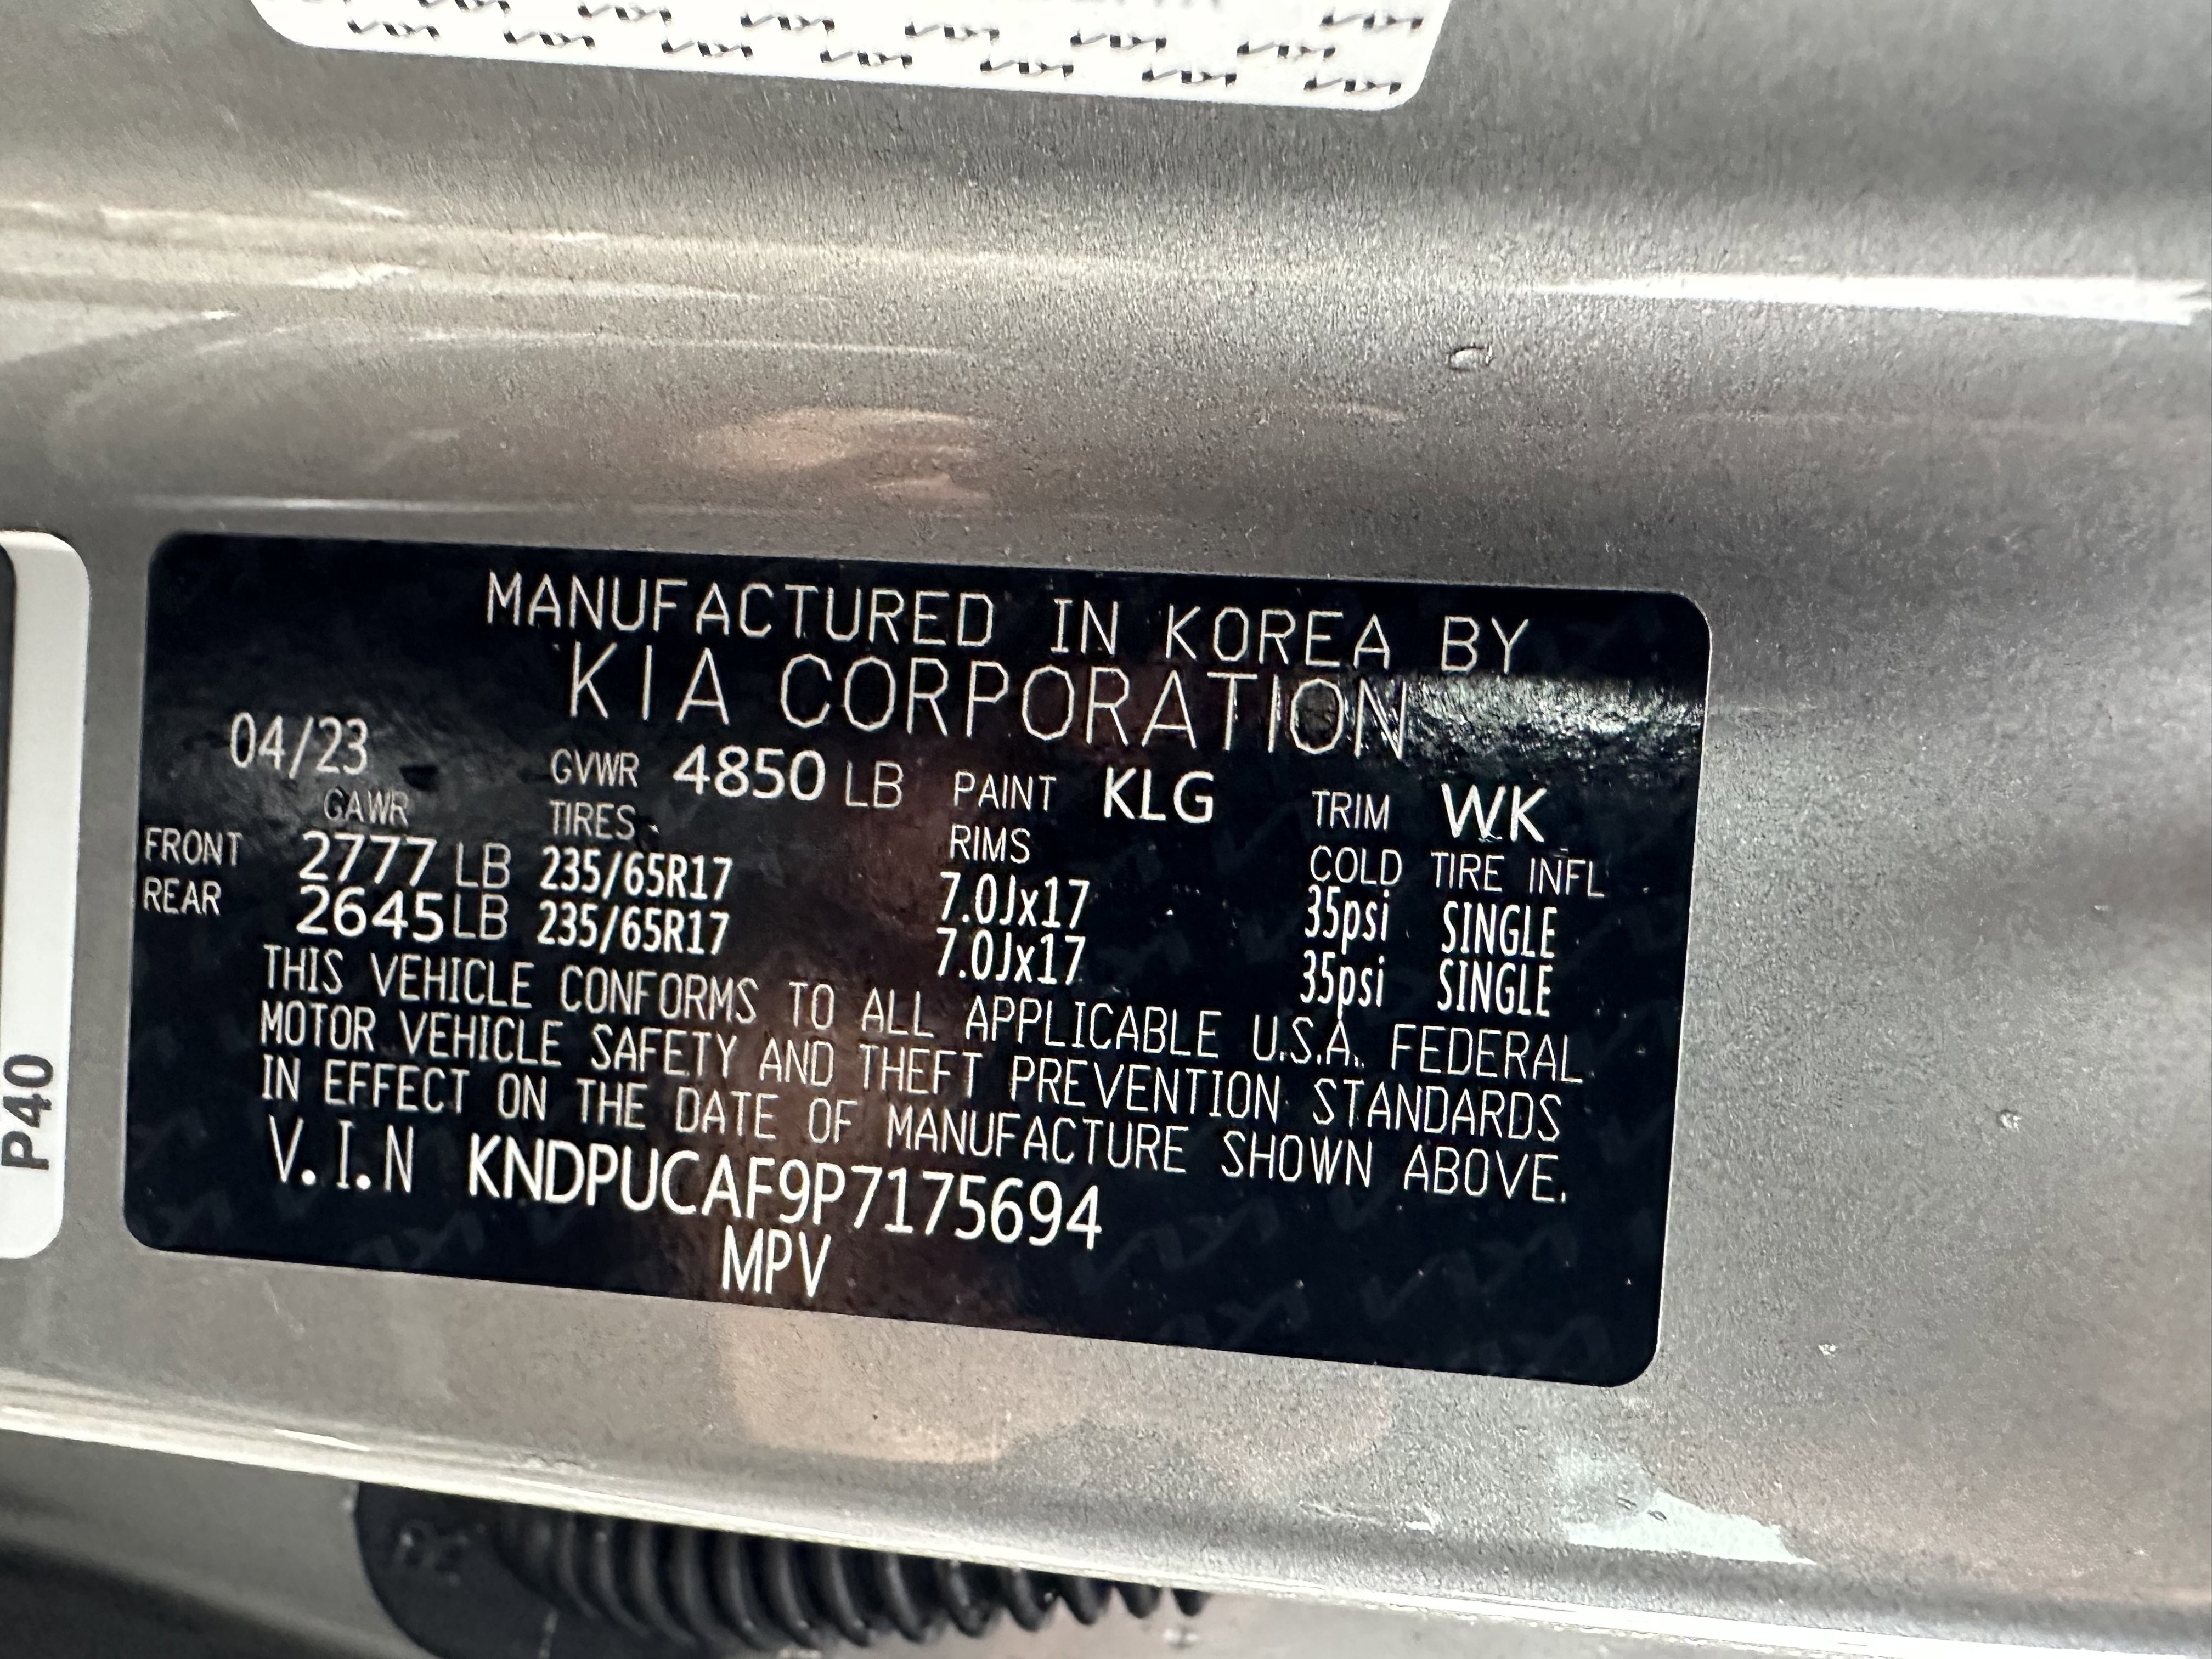 MANUFACTURED IN KOREA BY
KIA CORPORATION
04/23 GVWR 4850 LB PAINT KLG TRIM WK
GAWR TIRES RIMS COLD TIRE INFL
FRONT 2777 LB 235/65R17 7.0Jx17 35psi SINGLE
REAR 2645 LB 235/65R17 7.0Jx17 35psi SINGLE
THIS VEHICLE CONFORMS TO ALL APPLICABLE U.S.A. FEDERAL
MOTOR VEHICLE SAFETY AND THEFT PREVENTION STANDARDS
IN EFFECT ON THE DATE OF MANUFACTURE SHOWN ABOVE.
V.I.N KNDPUCAF9P7175694
MPV
P40